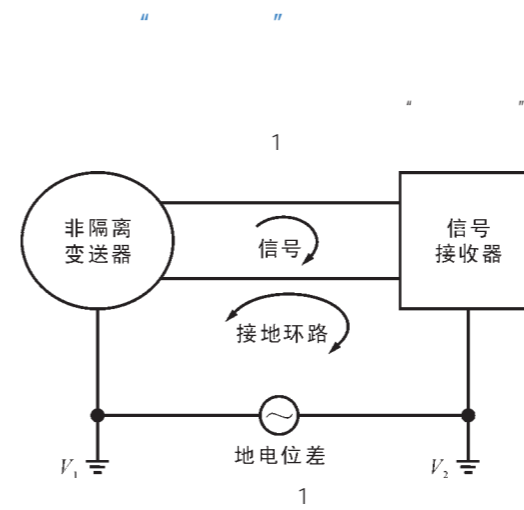 “ ”
“ ”
1
非隔离
变送器
信号
接收器
信号
接地环路
地电位差
V₁
V₂
1